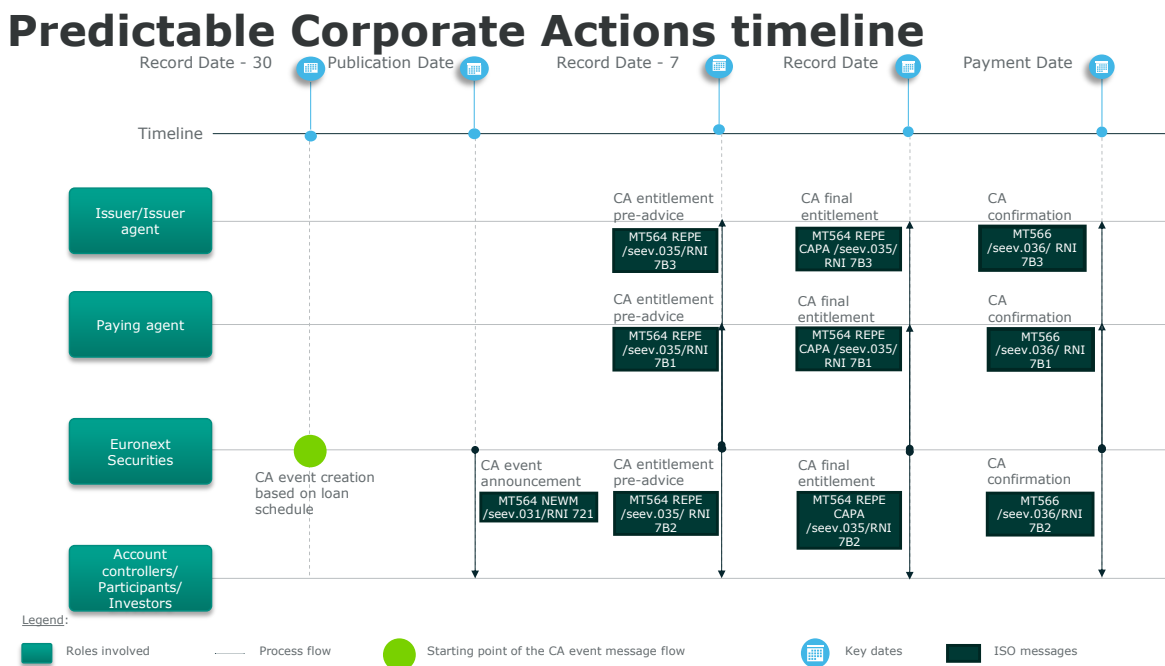 Predictable Corporate Actions timeline
Record Date - 30
Publication Date
Record Date - 7
Record Date
Payment Date
Timeline
Issuer/Issuer
agent
CA entitlement
pre-advice
MT564 REPE
/seev.035/RNI
7B3
CA final
entitlement
MT564 REPE
CAPA /seev.035/
RNI 7B3
CA
confirmation
MT566
/seev.036/ RNI
7B3
Paying agent
CA entitlement
pre-advice
MT564 REPE
/seev.035/RNI
7B1
CA final
entitlement
MT564 REPE
CAPA /seev.035/
RNI 7B1
CA
confirmation
MT566
/seev.036/ RNI
7B1
Euronext
Securities
CA event creation
based on loan
schedule
CA event
announcement
MT564 NEWM
/seev.031/RNI 721
CA entitlement
pre-advice
MT564 REPE
/seev.035/ RNI
7B2
CA final
entitlement
MT564 REPE
CAPA
/seev.035/RNI
7B2
CA
confirmation
MT566
/seev.036/RNI
7B2
Account
controllers/
Participants/
Investors
Legend:
Roles involved
Process flow
Starting point of the CA event message flow
Key dates
ISO messages